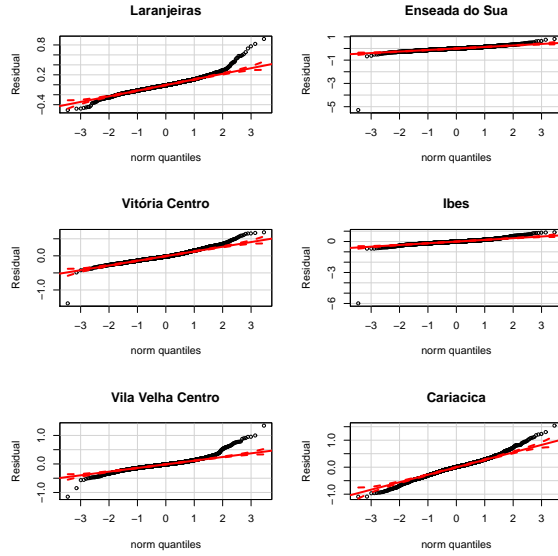 Laranjeiras
Residual
−0.4 0.2 0.8
−3 −2 −1 0 1 2 3
norm quantiles
Enseada do Sua
Residual
−5 −3 −1 1
−3 −2 −1 0 1 2 3
norm quantiles
Vitória Centro
Residual
−1.0 0.0
−3 −2 −1 0 1 2 3
norm quantiles
Ibes
Residual
−6 −3 0
−3 −2 −1 0 1 2 3
norm quantiles
Vila Velha Centro
Residual
−1.0 0.0 1.0
−3 −2 −1 0 1 2 3
norm quantiles
Cariacica
Residual
−1.0 0.0 1.0
−3 −2 −1 0 1 2 3
norm quantiles